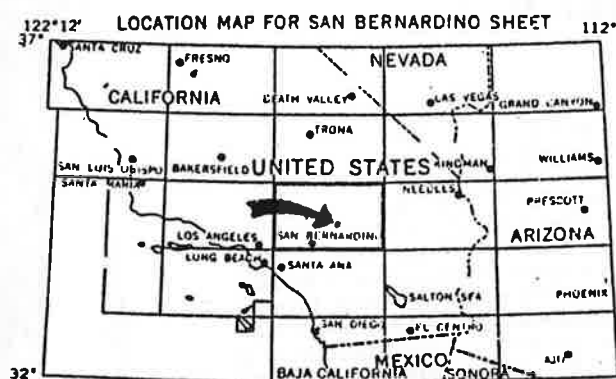 LOCATION MAP FOR SAN BERNARDINO SHEET
122°12'
112°
37°
SANTA CRUZ
FRESNO
NEVADA
CALIFORNIA
DEATH VALLEY
LAS VEGAS
GRAND CANYON
TRONA
SAN LUIS OBISPO
BAKERSFIELD
UNITED STATES
KINGMAN
WILLIAMS
SANTA MARIA
NEEDLES
PRESCOTT
LOS ANGELES
SAN BERNARDINO
ARIZONA
LONG BEACH
SANTA ANA
SALTON SEA
PHOENIX
SAN DIEGO
EL CENTRO
MEXICO
AJO
32°
BAJA CALIFORNIA
SONORA